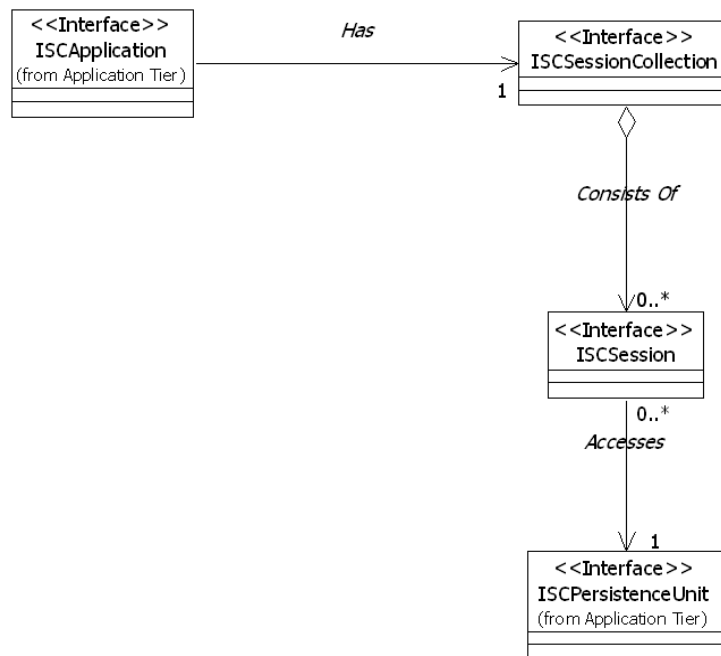 <<Interface>>
ISCApplication
(from Application Tier)
Has
1
<<Interface>>
ISCSessionCollection
Consists Of
0..*
<<Interface>>
ISCSession
0..*
Accesses
1
<<Interface>>
ISCPersistenceUnit
(from Application Tier)